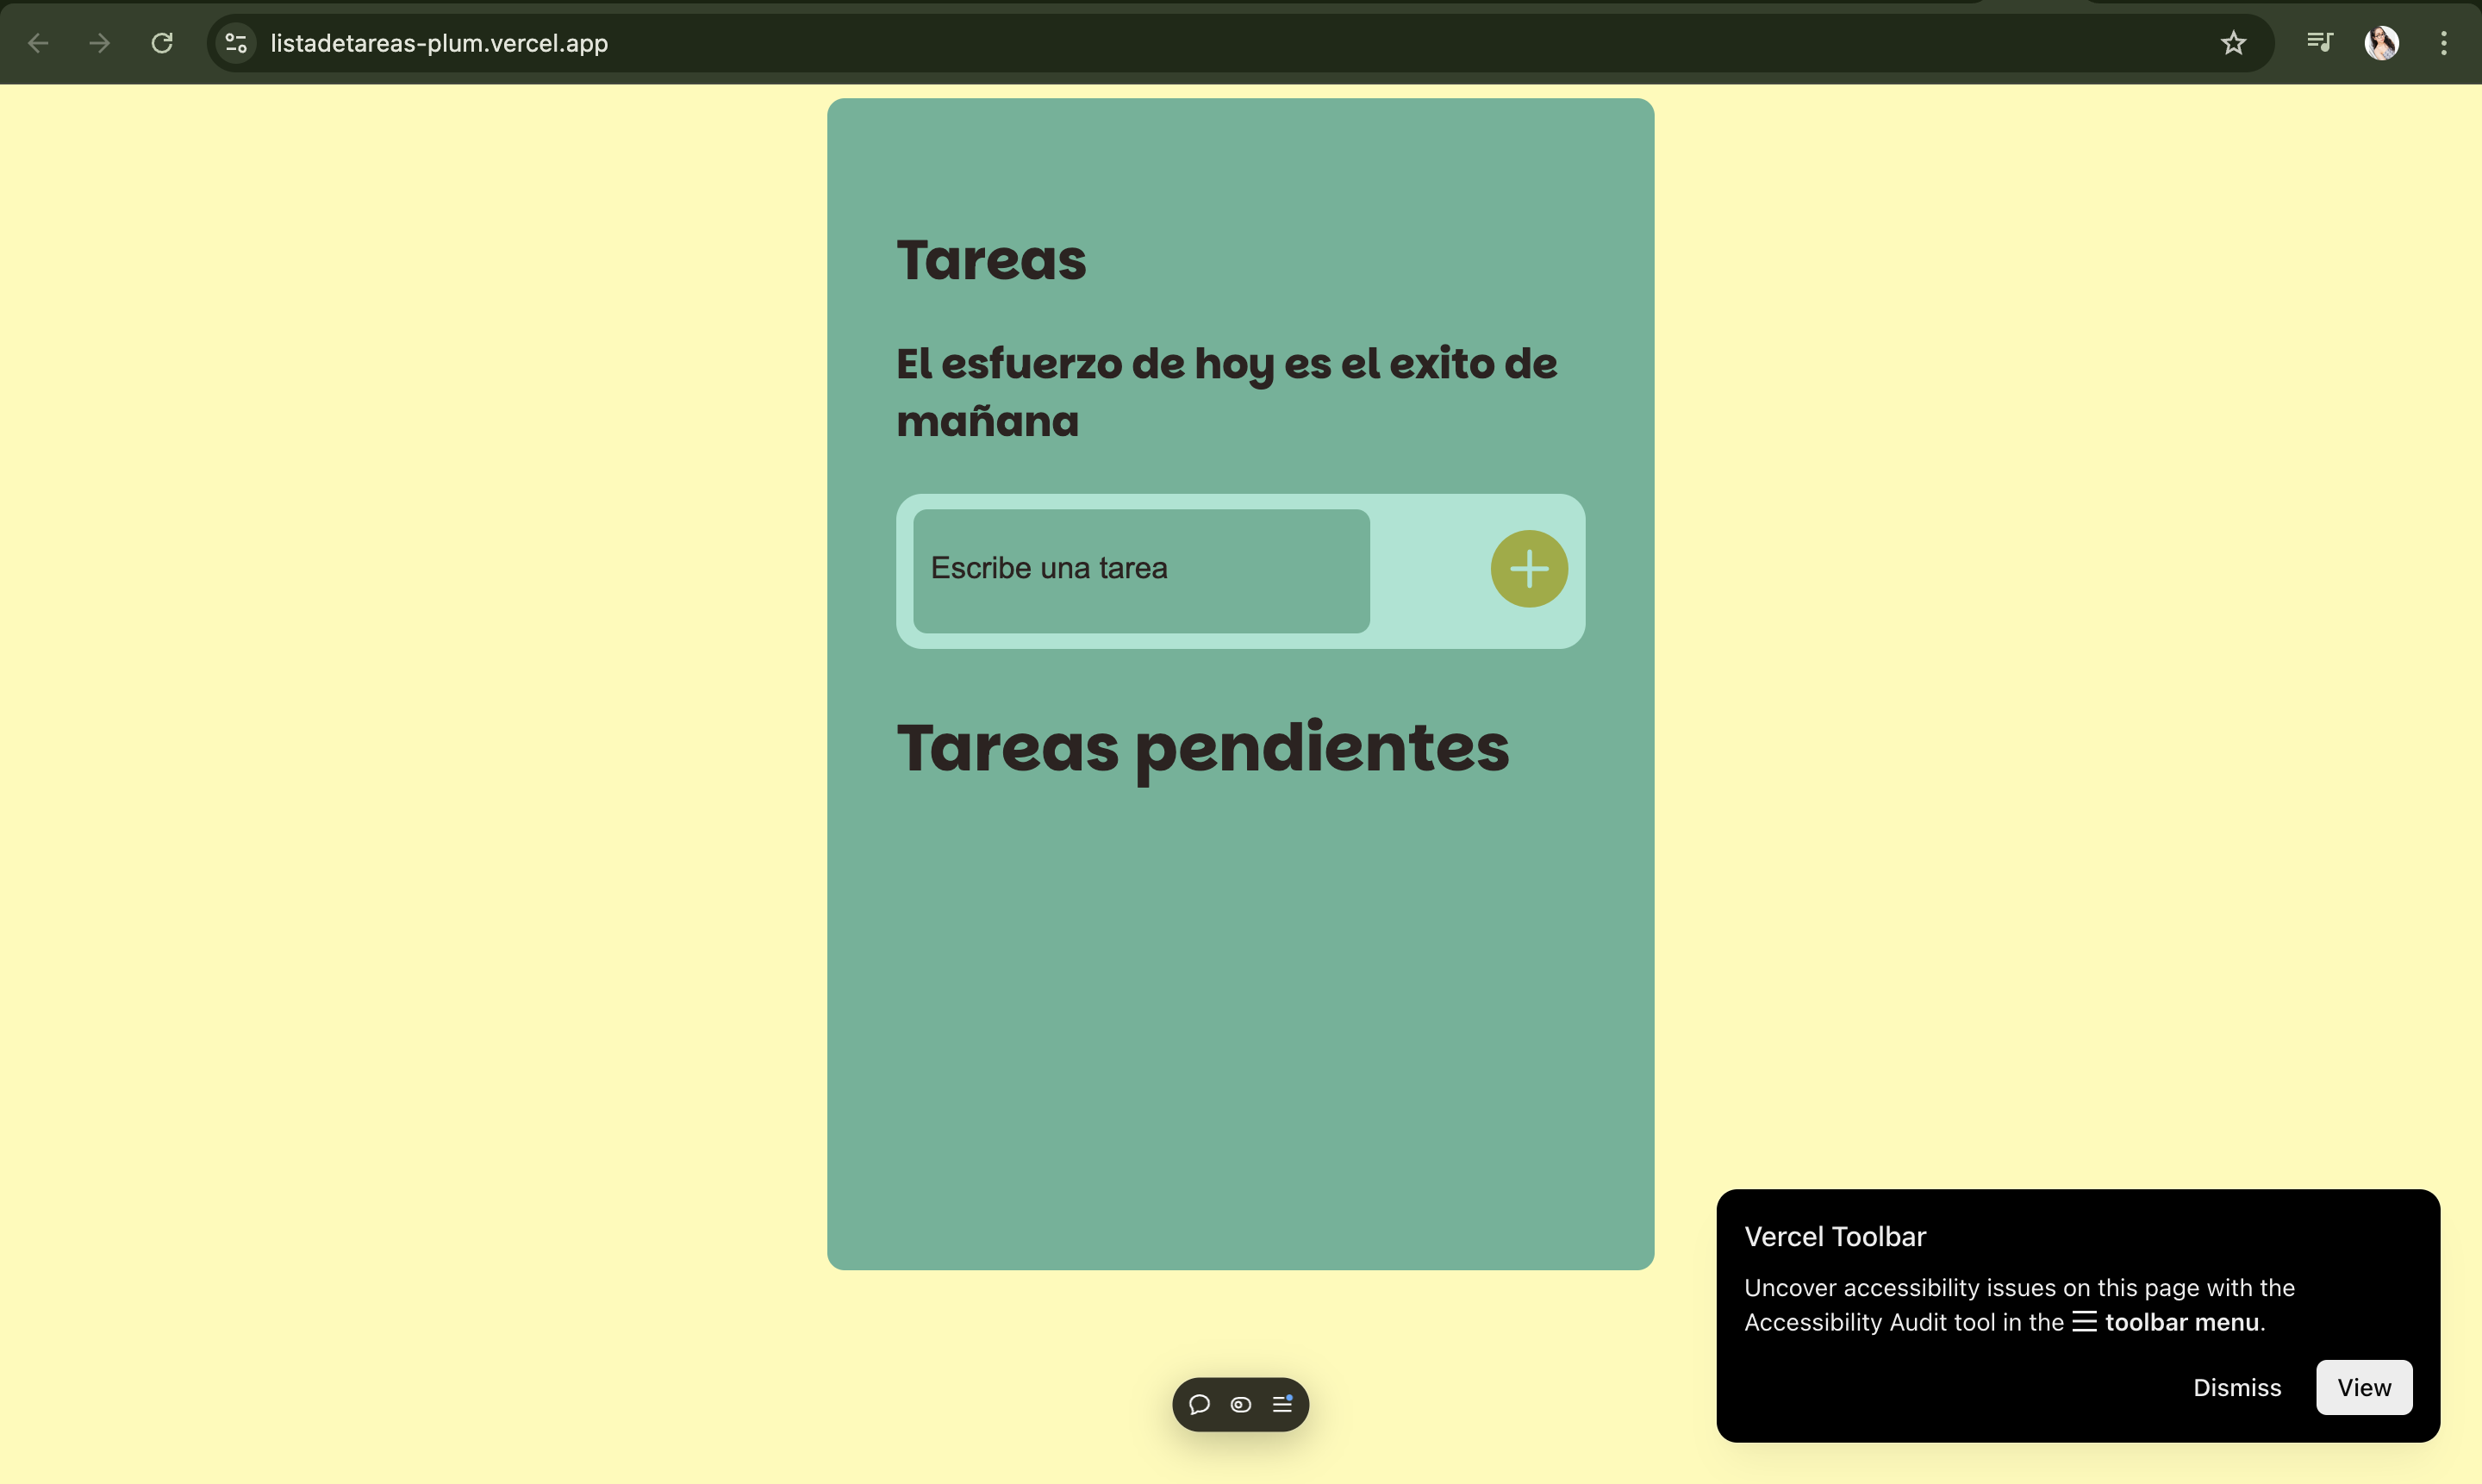 listadetareas-plum.vercel.app
Tareas
El esfuerzo de hoy es el exito de
mañana
Escribe una tarea
Tareas pendientes
Vercel Toolbar
Uncover accessibility issues on this page with the
Accessibility Audit tool in the toolbar menu.
Dismiss
View